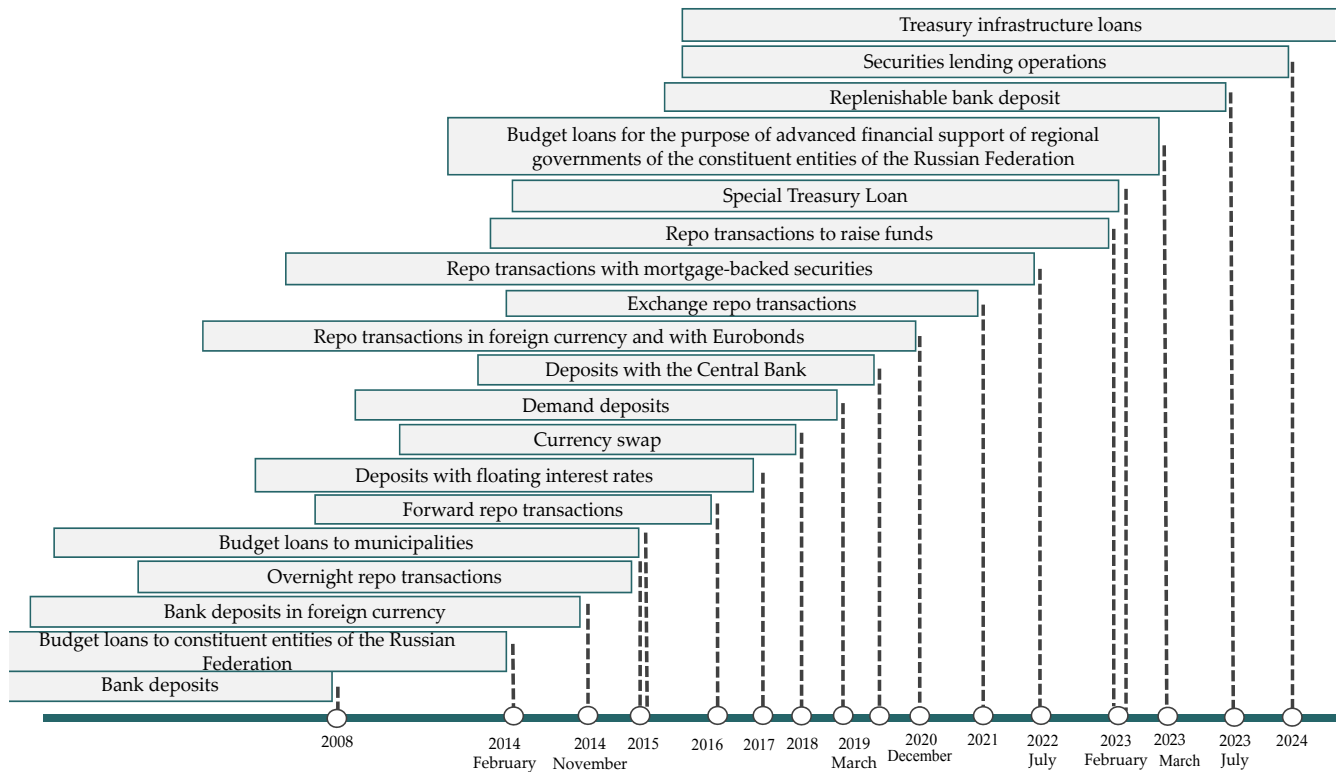 Treasury infrastructure loans
Securities lending operations
Replenishable bank deposit
Budget loans for the purpose of advanced financial support of regional
governments of the constituent entities of the Russian Federation
Special Treasury Loan
Repo transactions to raise funds
Repo transactions with mortgage-backed securities
Exchange repo transactions
Repo transactions in foreign currency and with Eurobonds
Deposits with the Central Bank
Demand deposits
Currency swap
Deposits with floating interest rates
Forward repo transactions
Budget loans to municipalities
Overnight repo transactions
Bank deposits in foreign currency
Budget loans to constituent entities of the Russian
Federation
Bank deposits
2008
2014
February
2014
November
2015
2016
2017
2018
2019
March
2020
December
2021
2022
July
2023
February
2023
March
2023
July
2024